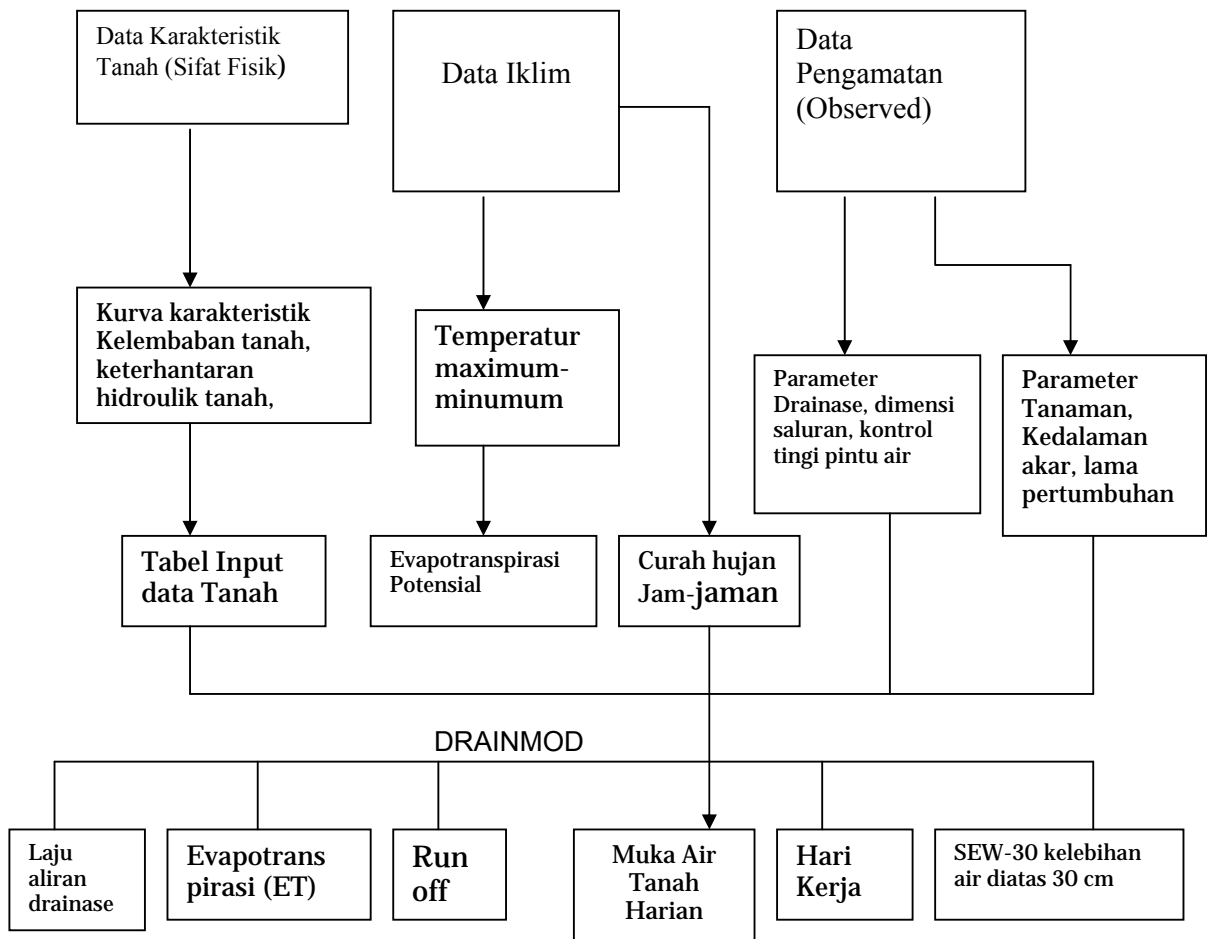 Data Karakteristik
Tanah (Sifat Fisik)
Data Iklim
Data
Pengamatan
(Observed)
Kurva karakteristik
Kelembaban tanah,
keterhantaran
hidroulik tanah,
Temperatur
maximum-
minumum
Parameter
Drainase, dimensi
saluran, kontrol
tingi pintu air
Parameter
Tanaman,
Kedalaman
akar, lama
pertumbuhan
Tabel Input
data Tanah
Evapotranspirasi
Potensial
Curah hujan
Jam-jaman
DRAINMOD
Laju
aliran
drainase
Evapotrans
pirasi (ET)
Run
off
Muka Air
Tanah
Harian
Hari
Kerja
SEW-30 kelebihan
air diatas 30 cm